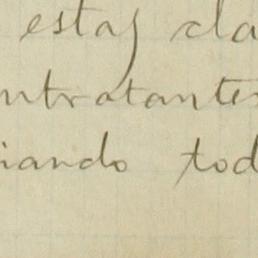 estas cla
ntratantes
iando tod